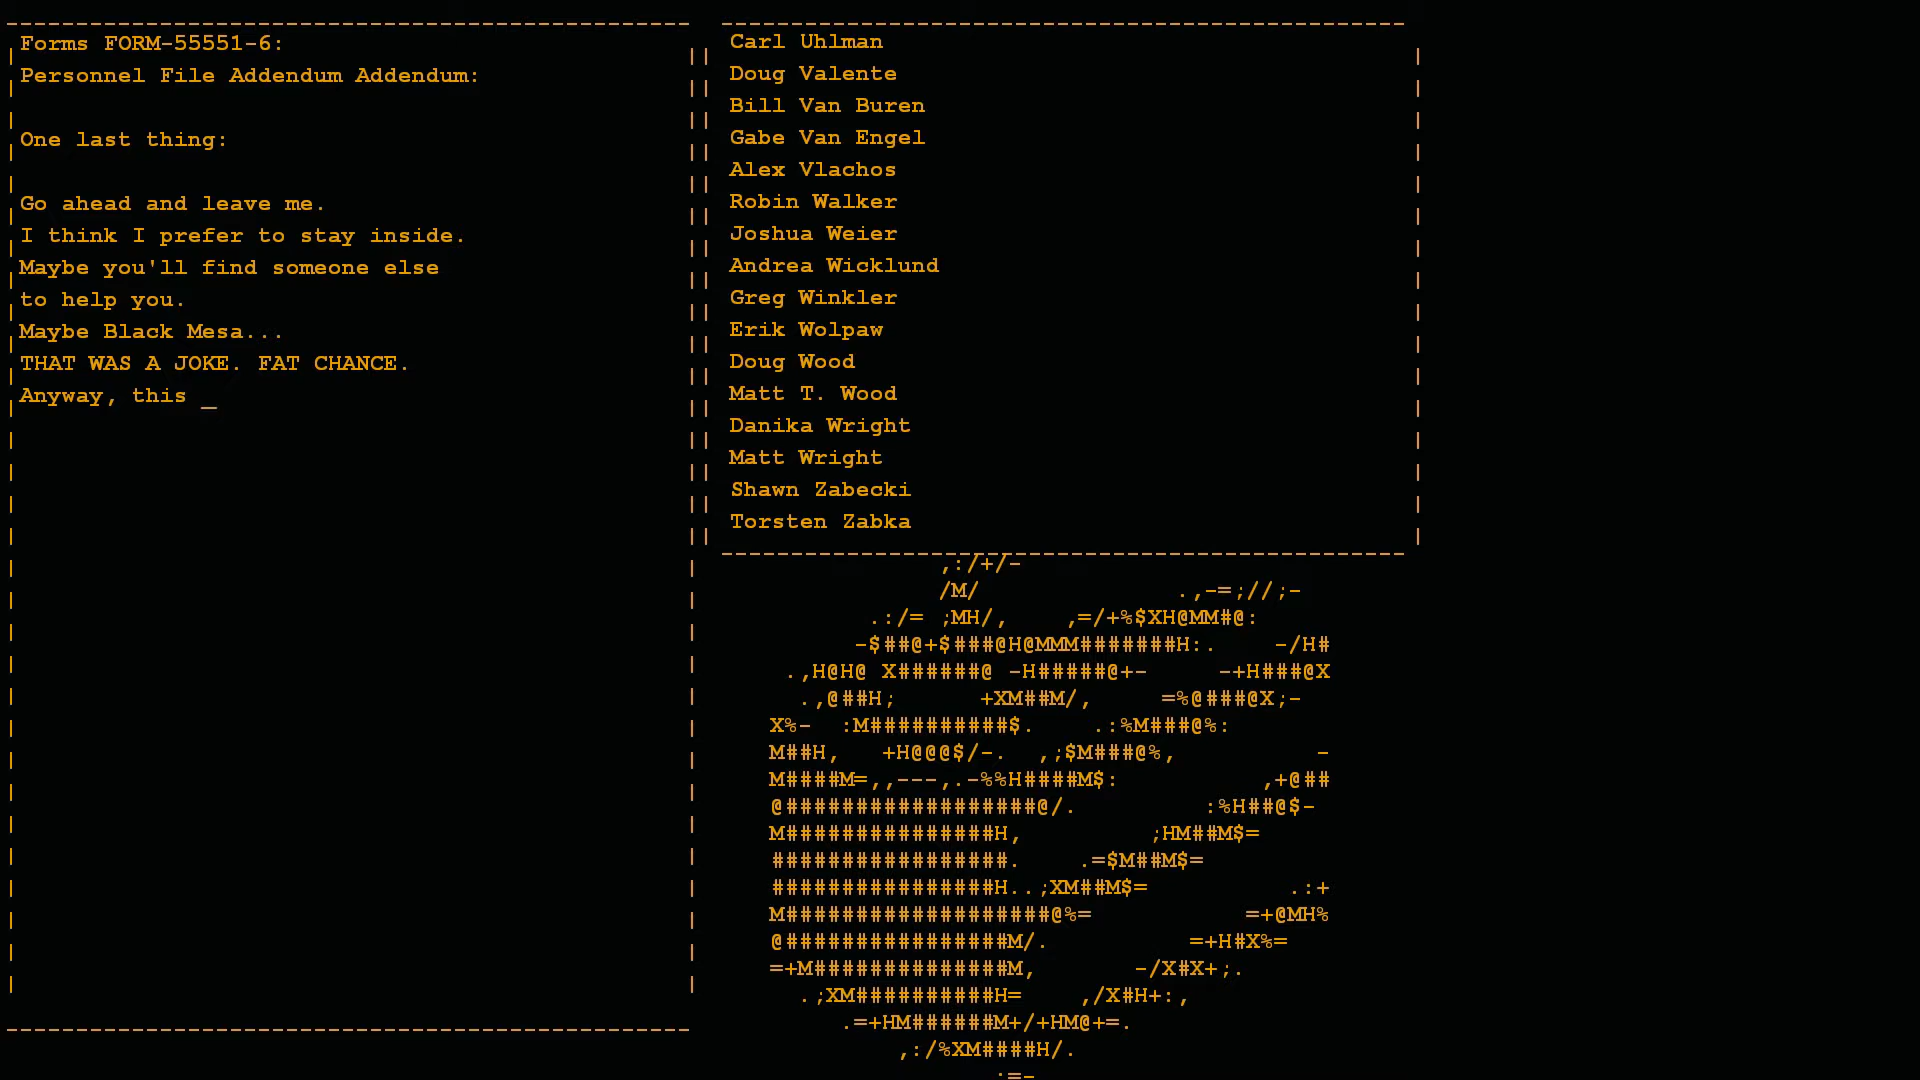 Forms FORM-55551-6:
Personnel File Addendum Addendum:
One last thing:
Go ahead and leave me.
I think I prefer to stay inside.
Maybe you'll find someone else
to help you.
Maybe Black Mesa...
THAT WAS A JOKE. FAT CHANCE.
Anyway, this _
Carl Uhlman
Doug Valente
Bill Van Buren
Gabe Van Engel
Alex Vlachos
Robin Walker
Joshua Weier
Andrea Wicklund
Greg Winkler
Erik Wolpaw
Doug Wood
Matt T. Wood
Danika Wright
Matt Wright
Shawn Zabecki
Torsten Zabka